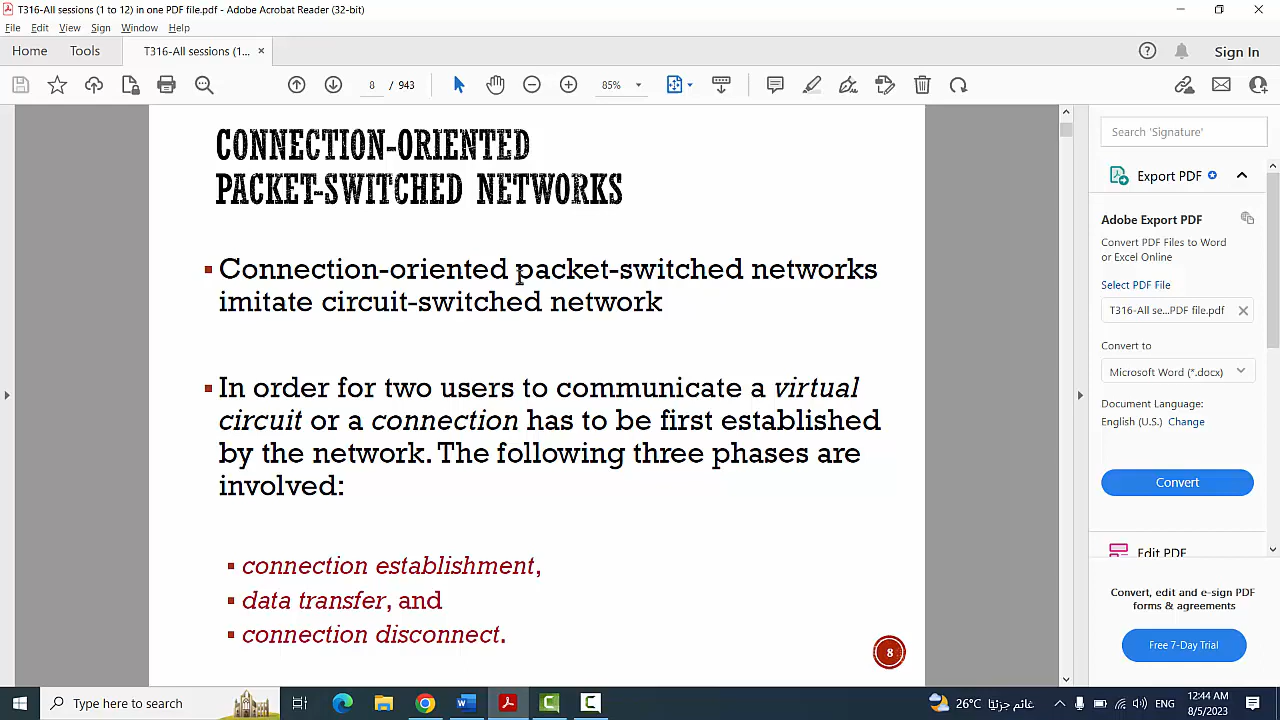 T316-All sessions (1 to 12) in one PDF file.pdf - Adobe Acrobat Reader (32-bit)
File Edit View Sign Window Help
Home Tools T316-All sessions (1... × Sign In
8 / 943 85%
CONNECTION-ORIENTED
PACKET-SWITCHED NETWORKS
Connection-oriented packet-switched networks
imitate circuit-switched network
In order for two users to communicate a virtual
circuit or a connection has to be first established
by the network. The following three phases are
involved:
connection establishment,
data transfer, and
connection disconnect.
8
Search 'Signature'
Export PDF
Adobe Export PDF
Convert PDF Files to Word
or Excel Online
Select PDF File
T316-All se...PDF file.pdf
Convert to
Microsoft Word (*.docx)
Document Language:
English (U.S.) Change
Convert
Edit PDF
Convert, edit and e-sign PDF
forms & agreements
Free 7-Day Trial
Type here to search
26°C غائم جزئيًا
ENG
12:44 AM
8/5/2023